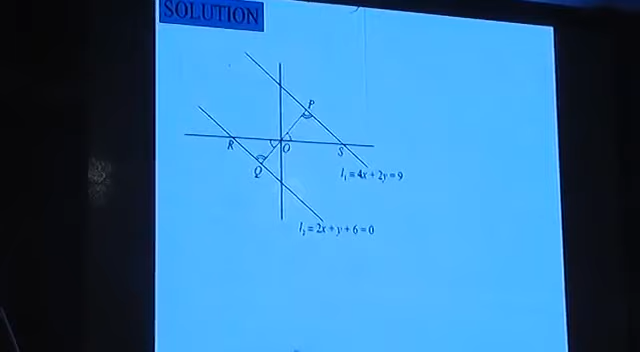 SOLUTION
P
R
O
S
Q
l₁ = 4x + 2y = 9
l₂ = 2x + y + 6 = 0